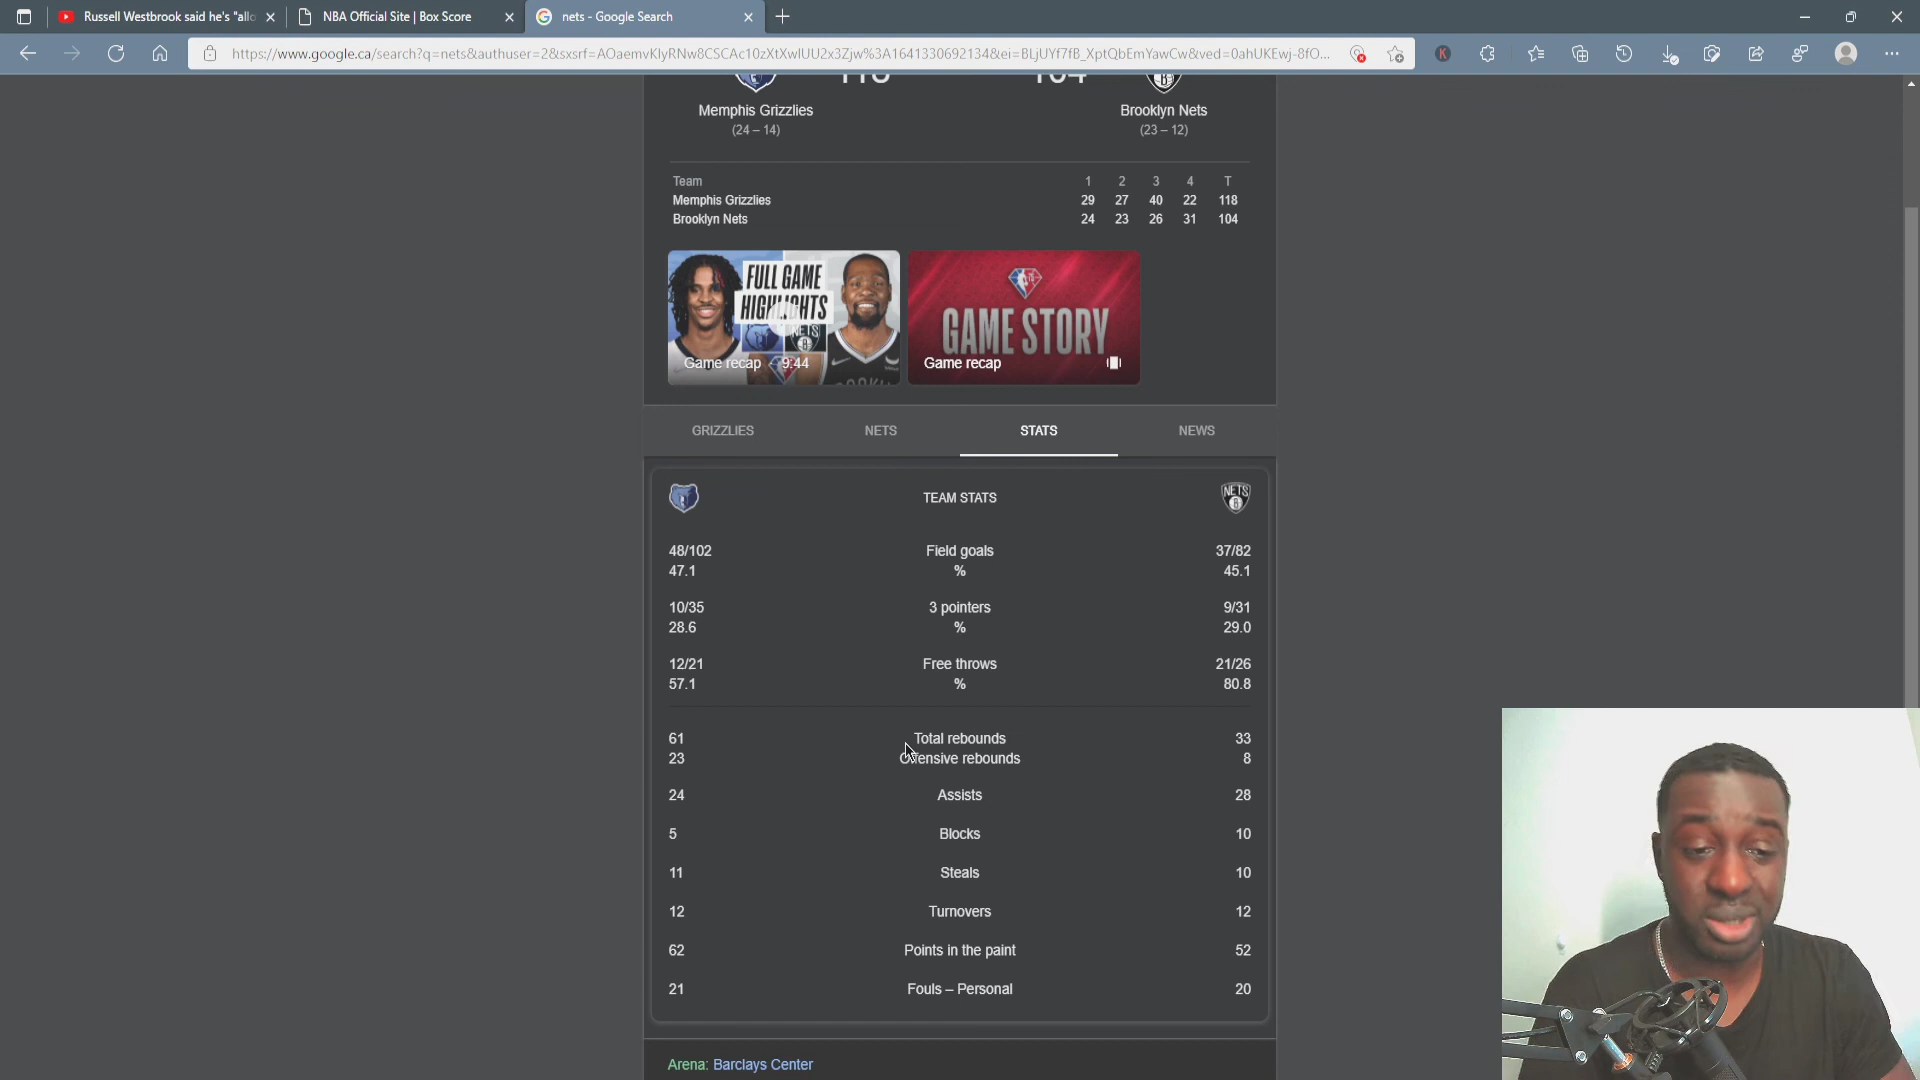 Russell Westbrook said he's "allo
NBA Official Site | Box Score
nets - Google Search
https://www.google.ca/search?q=nets&authuser=2&sxsrf=AOaemvKIyRNw8CSCAc10zXtXwIUU2x3Zjw%3A1641330692134&ei=BLjUYf7fB_XptQbEmYawCw&ved=0ahUKEwj-8fO...
K
118 104
Memphis Grizzlies Brooklyn Nets
(24 – 14) (23 – 12)
Team 1 2 3 4 T
Memphis Grizzlies 29 27 40 22 118
Brooklyn Nets 24 23 26 31 104
FULL GAME
HIGHLIGHTS
NETS
Game recap 9:44
GAME STORY
Game recap
GRIZZLIES NETS STATS NEWS
TEAM STATS
NETS
B
48/102 Field goals 37/82
47.1 % 45.1
10/35 3 pointers 9/31
28.6 % 29.0
12/21 Free throws 21/26
57.1 % 80.8
61 Total rebounds 33
23 Offensive rebounds 8
24 Assists 28
5 Blocks 10
11 Steals 10
12 Turnovers 12
62 Points in the paint 52
21 Fouls – Personal 20
Arena: Barclays Center